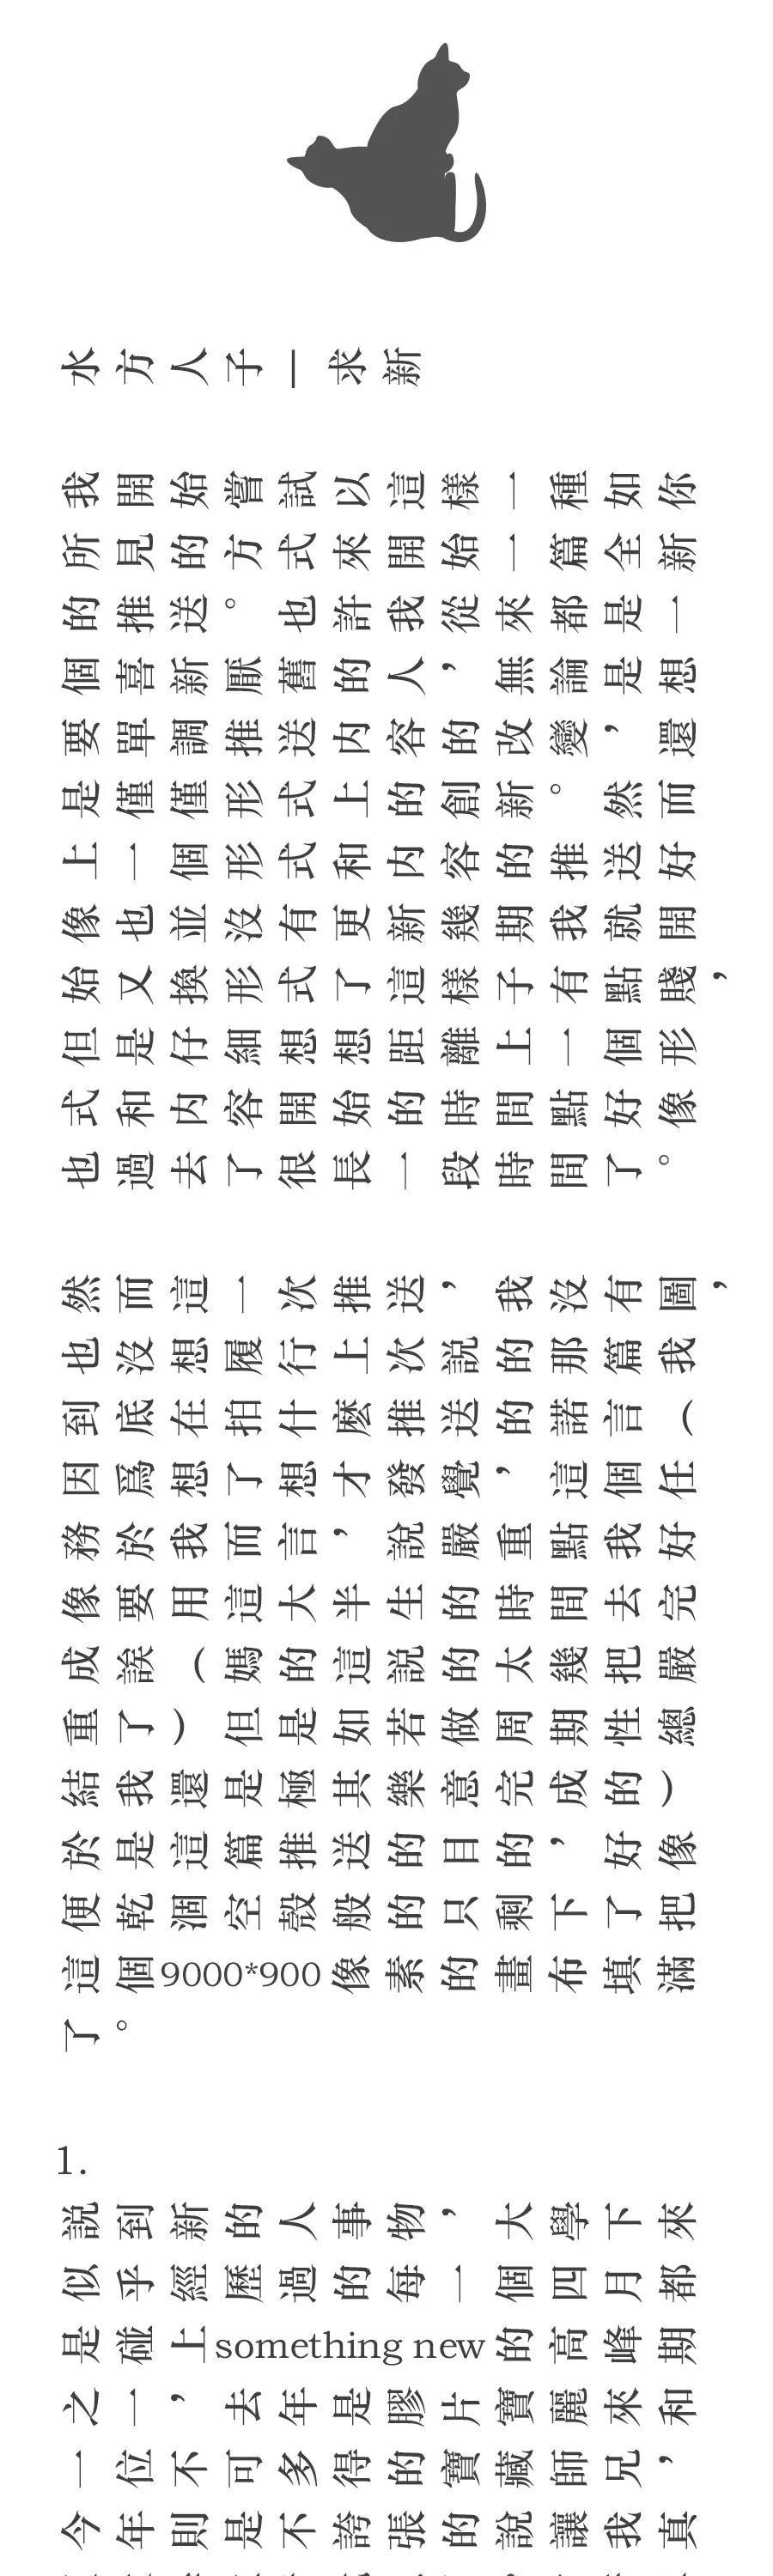 水方人子｜求新
我開始嘗試以這樣一種如你
所見的方式來開始一篇全新
的推送。也許我從來都是一
個喜新厭舊的人，無論是想
要單調推送内容的改變，還
是僅僅形式上的創新。然而
上一個形式和内容的推送好
像也並沒有更新幾期我就開
始又換形式了這樣子有點賤，
但是仔細想想距離上一個形
式和内容開始的時間點好像
也過去了很長一段時間了。
然而這一次推送，我沒有圖，
也沒想履行上次説的那篇我
到底在拍什麽推送的諾言（
因爲想了想才發覺，這個任
務於我而言，説嚴重點我好
像要用這大半生的時間去完
成誒（媽的這説的太幾把嚴
重了）但是如若做周期性總
結我還是極其樂意完成的）
於是這篇推送的目的，好像
便乾涸空殼般的只剩下了把
這個9000*900像素的畫布填滿
了。
1.
説到新的人事物，大學下來
似乎經歷過的每一個四月都
是碰上something new的高峰期
之一，去年是膠片寶麗來和
一位不可多得的寶藏師兄，
今年則是不誇張的説讓我真